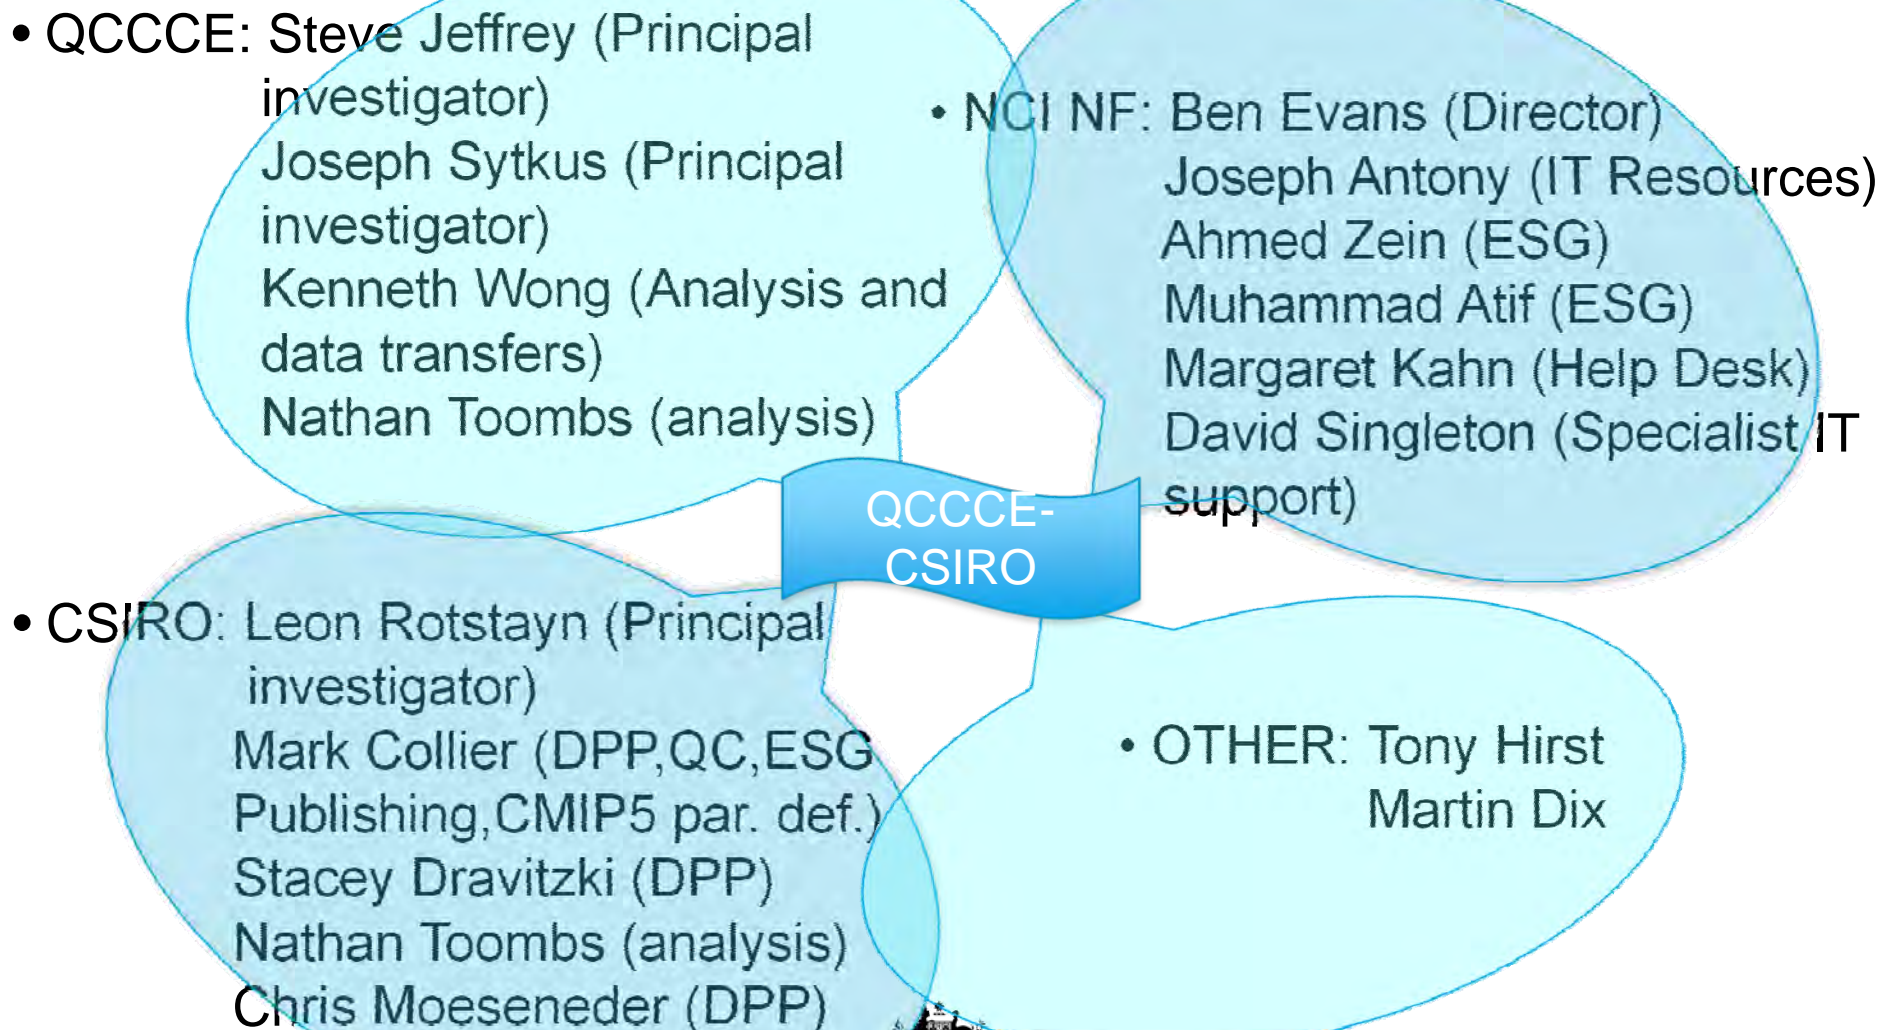 • QCCCE: Steve Jeffrey (Principal
investigator)
Joseph Sytkus (Principal
investigator)
Kenneth Wong (Analysis and
data transfers)
Nathan Toombs (analysis)
• NCI NF: Ben Evans (Director)
Joseph Antony (IT Resources)
Ahmed Zein (ESG)
Muhammad Atif (ESG)
Margaret Kahn (Help Desk)
David Singleton (Specialist IT
support)
QCCCE-
CSIRO
• CSIRO: Leon Rotstayn (Principal
investigator)
Mark Collier (DPP,QC,ESG
Publishing,CMIP5 par. def.)
Stacey Dravitzki (DPP)
Nathan Toombs (analysis)
Chris Moeseneder (DPP)
• OTHER: Tony Hirst
Martin Dix